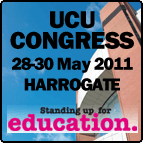 UCU
CONGRESS
28-30 May 2011
HARROGATE
Standing up for
education.